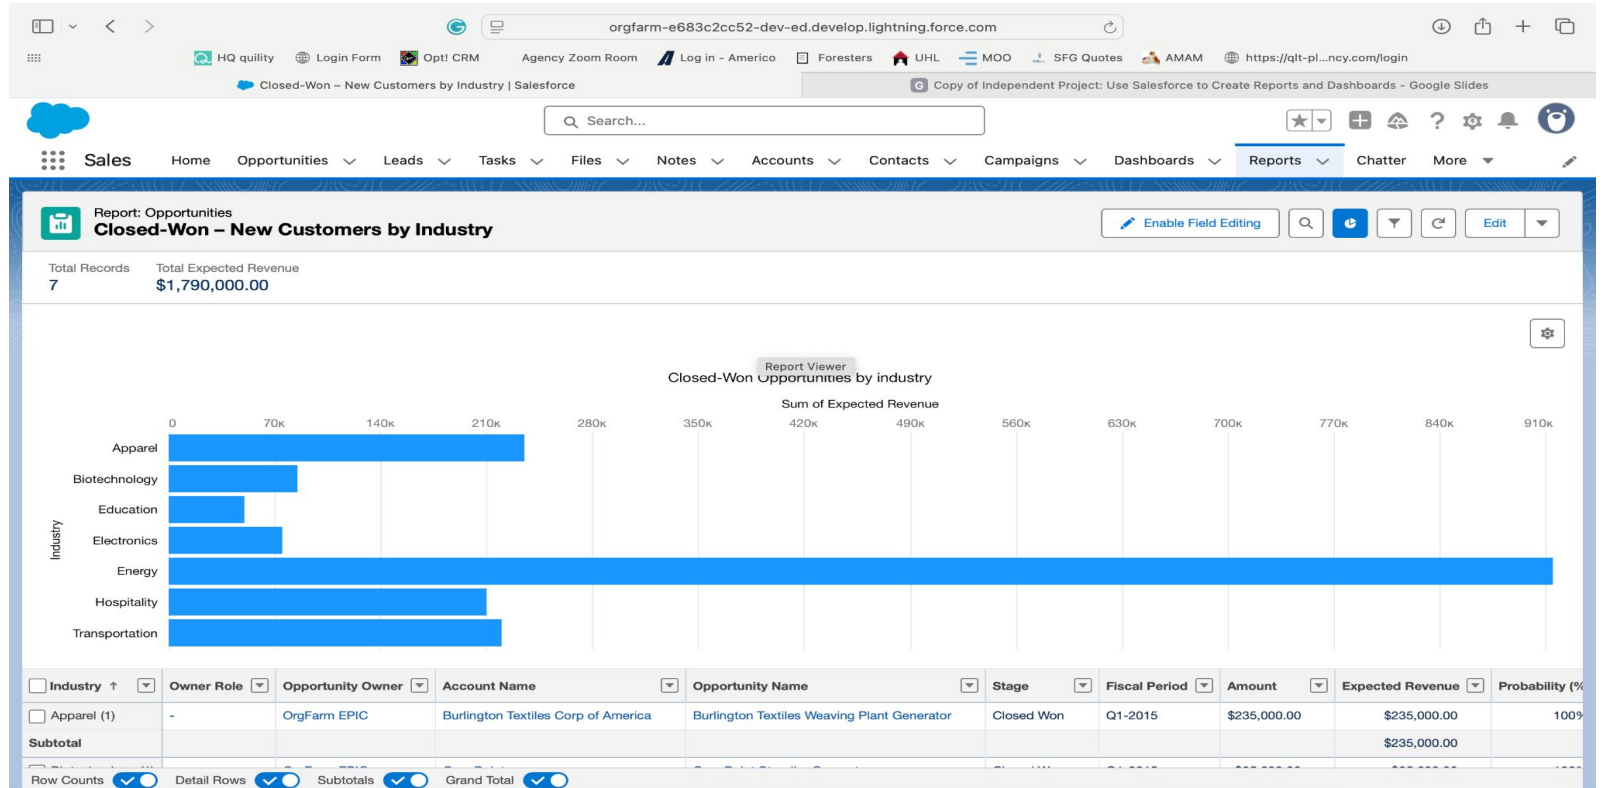 orgfarm-e683c2cc52-dev-ed.develop.lightning.force.com
HQ quility Login Form Opt! CRM Agency Zoom Room Log in - Americo Foresters UHL MOO SFG Quotes AMAM https://qlt-pl...ncy.com/login
Closed-Won – New Customers by Industry | Salesforce G Copy of Independent Project: Use Salesforce to Create Reports and Dashboards - Google Slides
Search...
Sales Home Opportunities Leads Tasks Files Notes Accounts Contacts Campaigns Dashboards Reports Chatter More
Report: Opportunities
Closed-Won – New Customers by Industry
Enable Field Editing Edit
Total Records Total Expected Revenue
7 $1,790,000.00
Report Viewer
Closed-Won Opportunities by industry
Sum of Expected Revenue
0 70K 140K 210K 280K 350K 420K 490K 560K 630K 700K 770K 840K 910K
Industry
Apparel
Biotechnology
Education
Electronics
Energy
Hospitality
Transportation
Industry ↑ Owner Role Opportunity Owner Account Name Opportunity Name Stage Fiscal Period Amount Expected Revenue Probability (%
Apparel (1) - OrgFarm EPIC Burlington Textiles Corp of America Burlington Textiles Weaving Plant Generator Closed Won Q1-2015 $235,000.00 $235,000.00 100%
Subtotal $235,000.00
Row Counts Detail Rows Subtotals Grand Total